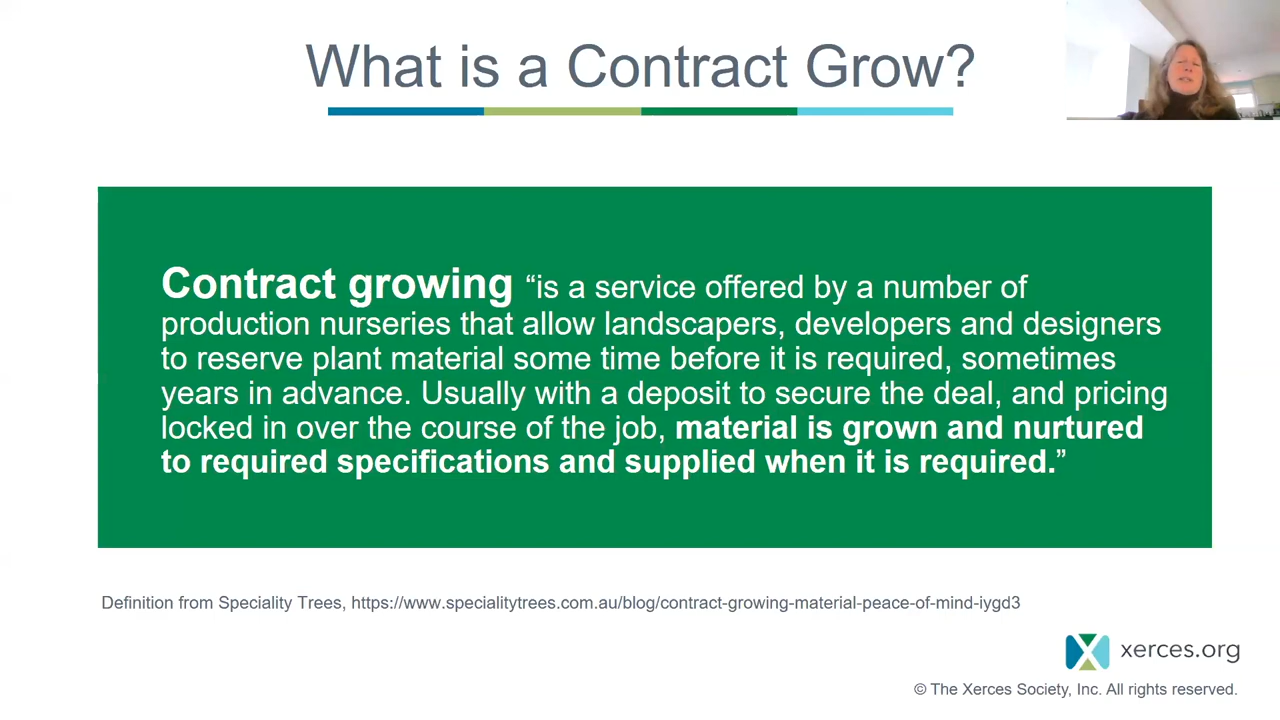 What is a Contract Grow?
Contract growing “is a service offered by a number of
production nurseries that allow landscapers, developers and designers
to reserve plant material some time before it is required, sometimes
years in advance. Usually with a deposit to secure the deal, and pricing
locked in over the course of the job, material is grown and nurtured
to required specifications and supplied when it is required.”
Definition from Speciality Trees, https://www.specialitytrees.com.au/blog/contract-growing-material-peace-of-mind-iygd3
xerces.org
© The Xerces Society, Inc. All rights reserved.